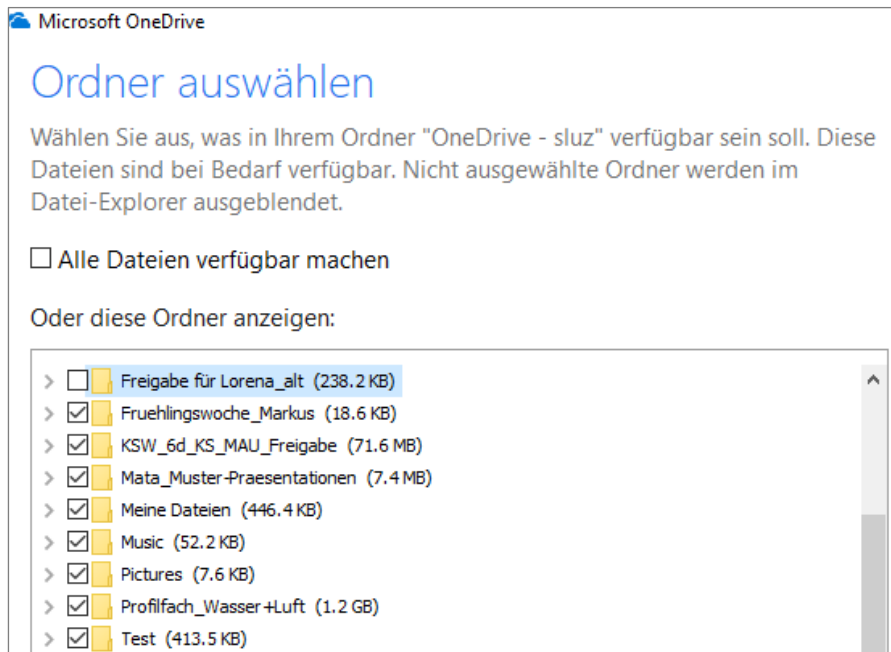 Microsoft OneDrive
Ordner auswählen
Wählen Sie aus, was in Ihrem Ordner "OneDrive - sluz" verfügbar sein soll. Diese
Dateien sind bei Bedarf verfügbar. Nicht ausgewählte Ordner werden im
Datei-Explorer ausgeblendet.
Alle Dateien verfügbar machen
Oder diese Ordner anzeigen:
Freigabe für Lorena_alt (238.2 KB)
Fruehlingswoche_Markus (18.6 KB)
KSW_6d_KS_MAU_Freigabe (71.6 MB)
Mata_Muster-Praesentationen (7.4 MB)
Meine Dateien (446.4 KB)
Music (52.2 KB)
Pictures (7.6 KB)
Profilfach_Wasser+Luft (1.2 GB)
Test (413.5 KB)